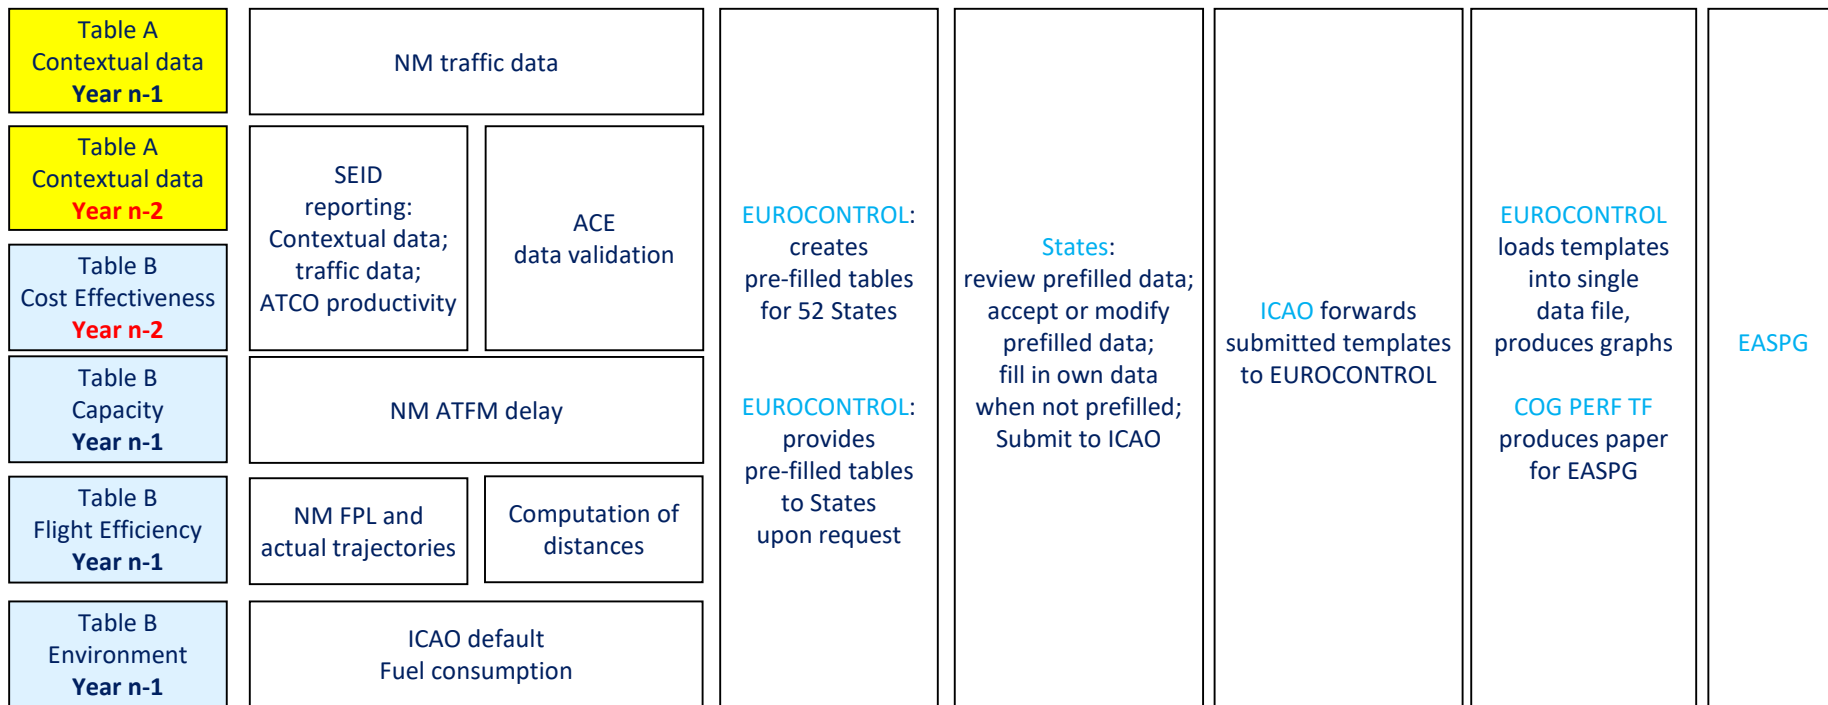 Table A
Contextual data
Year n-1
Table A
Contextual data
Year n-2
Table B
Cost Effectiveness
Year n-2
Table B
Capacity
Year n-1
Table B
Flight Efficiency
Year n-1
Table B
Environment
Year n-1
NM traffic data
SEID
reporting:
Contextual data;
traffic data;
ATCO productivity
ACE
data validation
NM ATFM delay
NM FPL and
actual trajectories
Computation of
distances
ICAO default
Fuel consumption
EUROCONTROL:
creates
pre-filled tables
for 52 States
EUROCONTROL:
provides
pre-filled tables
to States
upon request
States:
review prefilled data;
accept or modify
prefilled data;
fill in own data
when not prefilled;
Submit to ICAO
ICAO forwards
submitted templates
to EUROCONTROL
EUROCONTROL
loads templates
into single
data file,
produces graphs
COG PERF TF
produces paper
for EASPG
EASPG